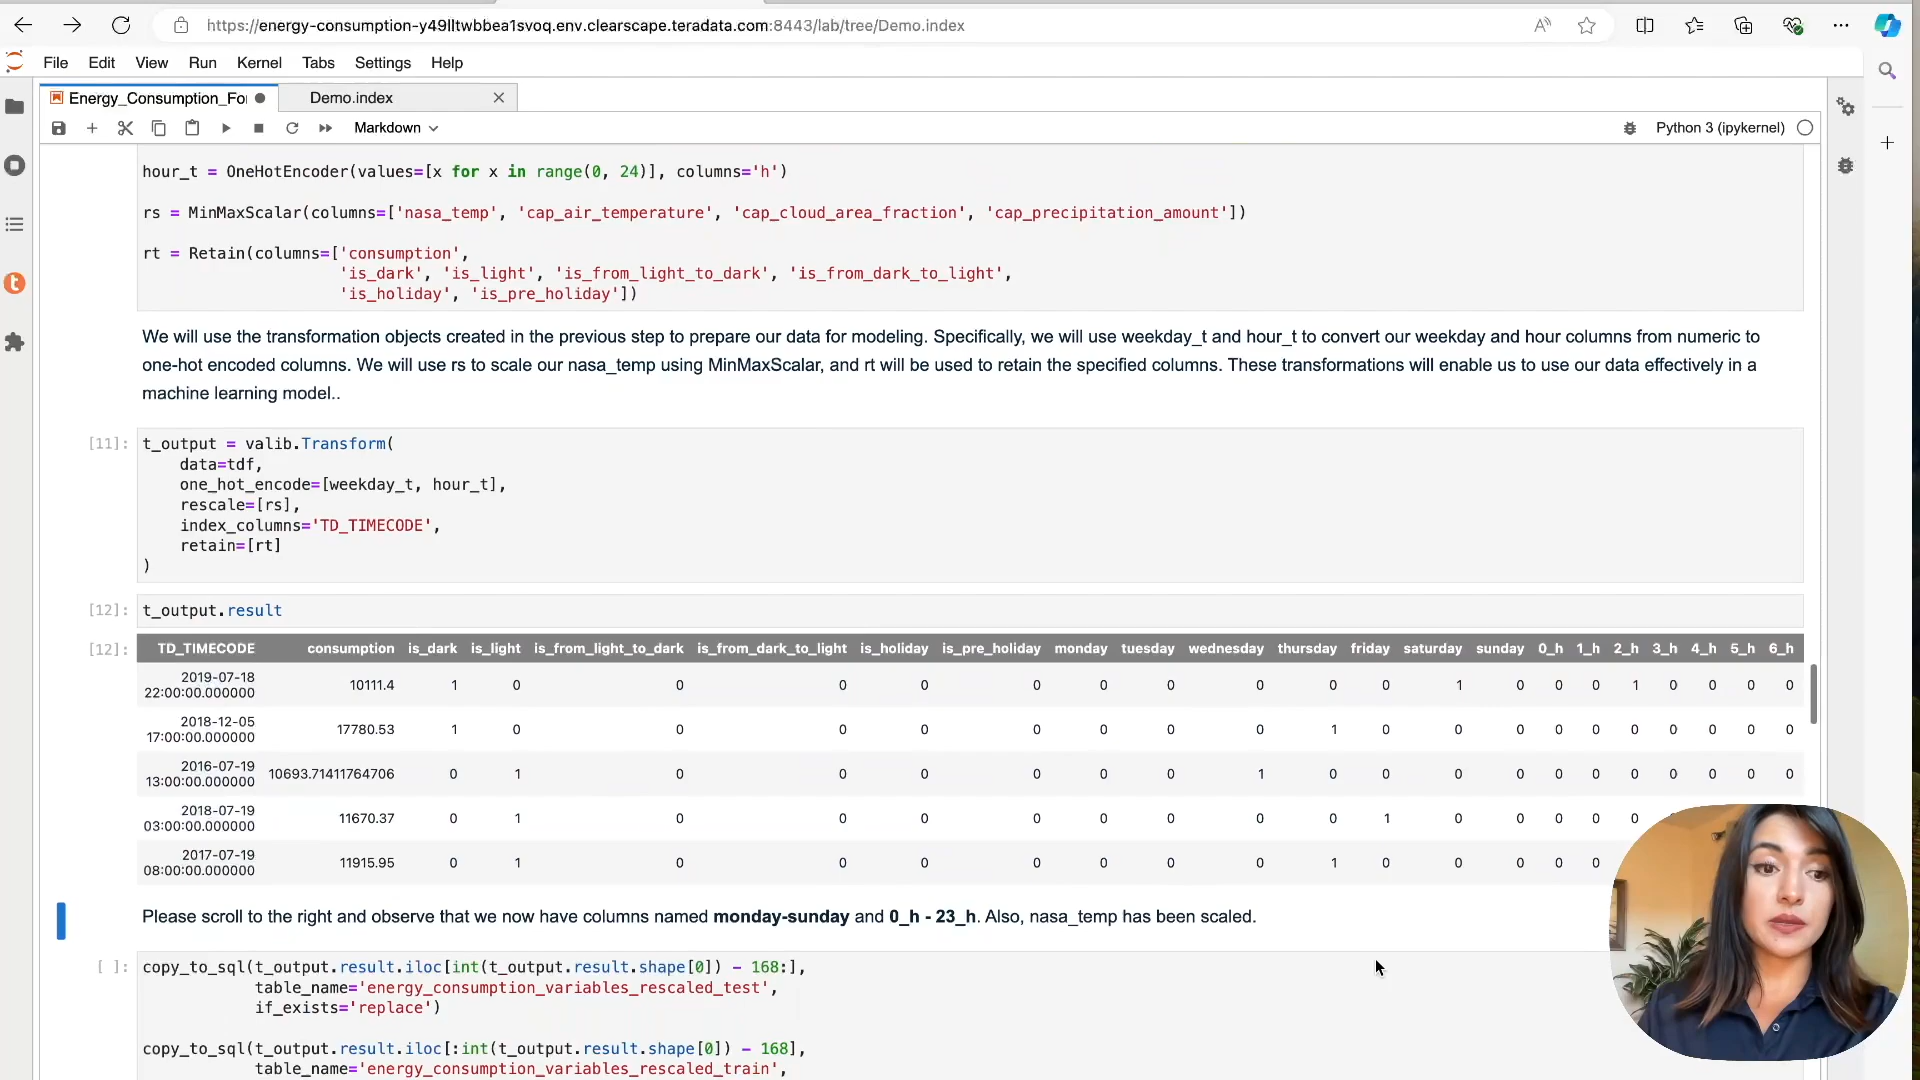 https://energy-consumption-y49lltwbbea1svoq.env.clearscape.teradata.com:8443/lab/tree/Demo.index
File Edit View Run Kernel Tabs Settings Help
Energy_Consumption_For Demo.index
Markdown Python 3 (ipykernel)
hour_t = OneHotEncoder(values=[x for x in range(0, 24)], columns='h')
rs = MinMaxScalar(columns=['nasa_temp', 'cap_air_temperature', 'cap_cloud_area_fraction', 'cap_precipitation_amount'])
rt = Retain(columns=['consumption',
'is_dark', 'is_light', 'is_from_light_to_dark', 'is_from_dark_to_light',
'is_holiday', 'is_pre_holiday'])
We will use the transformation objects created in the previous step to prepare our data for modeling. Specifically, we will use weekday_t and hour_t to convert our weekday and hour columns from numeric to
one-hot encoded columns. We will use rs to scale our nasa_temp using MinMaxScalar, and rt will be used to retain the specified columns. These transformations will enable us to use our data effectively in a
machine learning model..
[11]: t_output = valib.Transform(
data=tdf,
one_hot_encode=[weekday_t, hour_t],
rescale=[rs],
index_columns='TD_TIMECODE',
retain=[rt]
)
[12]: t_output.result
[12]: TD_TIMECODE consumption is_dark is_light is_from_light_to_dark is_from_dark_to_light is_holiday is_pre_holiday monday tuesday wednesday thursday friday saturday sunday 0_h 1_h 2_h 3_h 4_h 5_h 6_h
2019-07-18
22:00:00.000000 10111.4 1 0 0 0 0 0 0 0 0 0 0 1 0 0 0 1 0 0 0 0
2018-12-05
17:00:00.000000 17780.53 1 0 0 0 0 0 0 0 0 1 0 0 0 0 0 0 0 0 0 0
2016-07-19
13:00:00.000000 10693.71411764706 0 1 0 0 0 0 0 0 1 0 0 0 0 0 0 0 0 0 0 0
2018-07-19
03:00:00.000000 11670.37 0 1 0 0 0 0 0 0 0 0 1 0 0 0 0 0
2017-07-19
08:00:00.000000 11915.95 0 1 0 0 0 0 0 0 0 1 0 0 0 0 0
Please scroll to the right and observe that we now have columns named monday-sunday and 0_h - 23_h. Also, nasa_temp has been scaled.
[ ]: copy_to_sql(t_output.result.iloc[int(t_output.result.shape[0]) - 168:],
table_name='energy_consumption_variables_rescaled_test',
if_exists='replace')
copy_to_sql(t_output.result.iloc[:int(t_output.result.shape[0]) - 168],
table_name='energy_consumption_variables_rescaled_train',